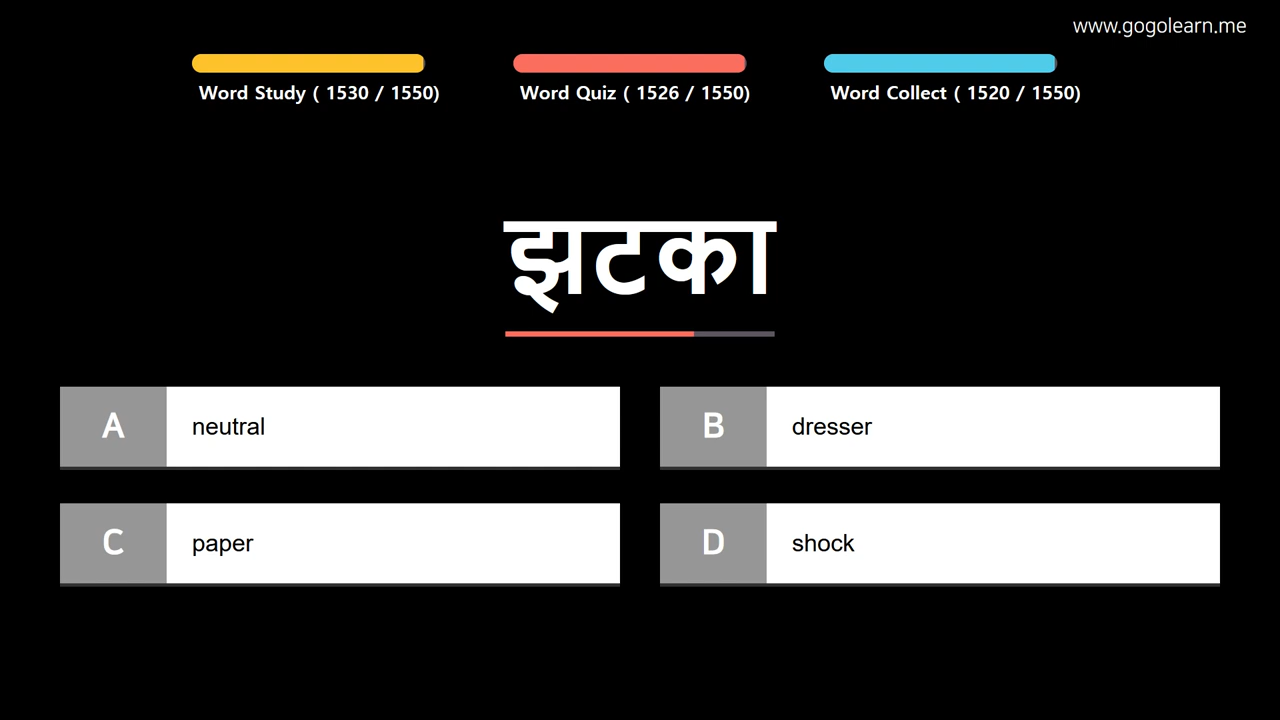 www.gogolearn.me
Word Study ( 1530 / 1550)
Word Quiz ( 1526 / 1550)
Word Collect ( 1520 / 1550)
झटका
A neutral
B dresser
C paper
D shock